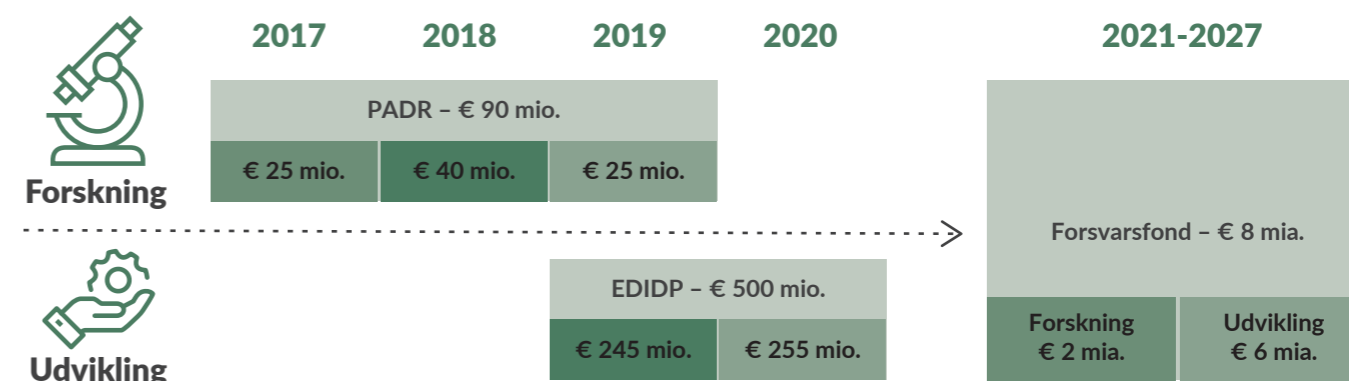 2017 2018 2019 2020 2021-2027
PADR – € 90 mio.
€ 25 mio. € 40 mio. € 25 mio.
Forskning
Forsvarsfond – € 8 mia.
EDIDP – € 500 mio.
€ 245 mio. € 255 mio.
Forskning
€ 2 mia.
Udvikling
€ 6 mia.
Udvikling